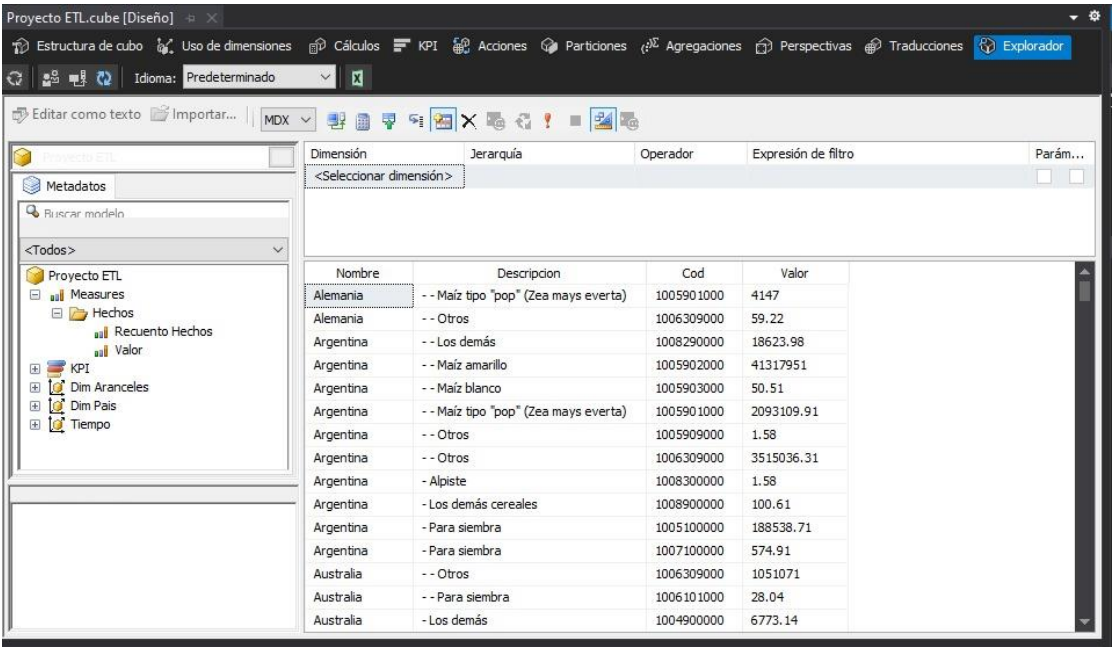 Proyecto ETL.cube [Diseño]
Estructura de cubo Uso de dimensiones Cálculos KPI Acciones Particiones Agregaciones Perspectivas Traducciones Explorador
Idioma: Predeterminado
Editar como texto Importar... MDX
Proyecto ETL
Metadatos
Buscar modelo
<Todos>
Proyecto ETL
Measures
Hechos
Recuento Hechos
Valor
KPI
Dim Aranceles
Dim Pais
Tiempo
Dimensión Jerarquía Operador Expresión de filtro Parám...
<Seleccionar dimensión>
Nombre Descripcion Cod Valor
Alemania - - Maíz tipo "pop" (Zea mays everta) 1005901000 4147
Alemania - - Otros 1006309000 59.22
Argentina - - Los demás 1008290000 18623.98
Argentina - - Maíz amarillo 1005902000 41317951
Argentina - - Maíz blanco 1005903000 50.51
Argentina - - Maíz tipo "pop" (Zea mays everta) 1005901000 2093109.91
Argentina - - Otros 1005909000 1.58
Argentina - - Otros 1006309000 3515036.31
Argentina - Alpiste 1008300000 1.58
Argentina - Los demás cereales 1008900000 100.61
Argentina - Para siembra 1005100000 188538.71
Argentina - Para siembra 1007100000 574.91
Australia - - Otros 1006309000 1051071
Australia - - Para siembra 1006101000 28.04
Australia - Los demás 1004900000 6773.14